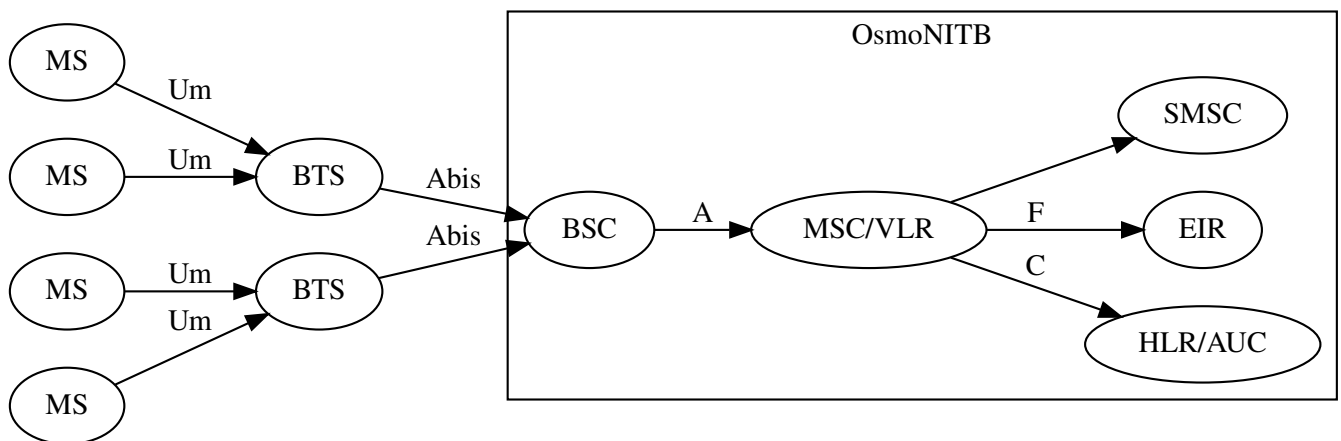 OsmoNITB
MS
Um
SMSC
MS
Um
BTS
Abis
BSC
A
MSC/VLR
F
EIR
Abis
MS
Um
BTS
C
HLR/AUC
Um
MS